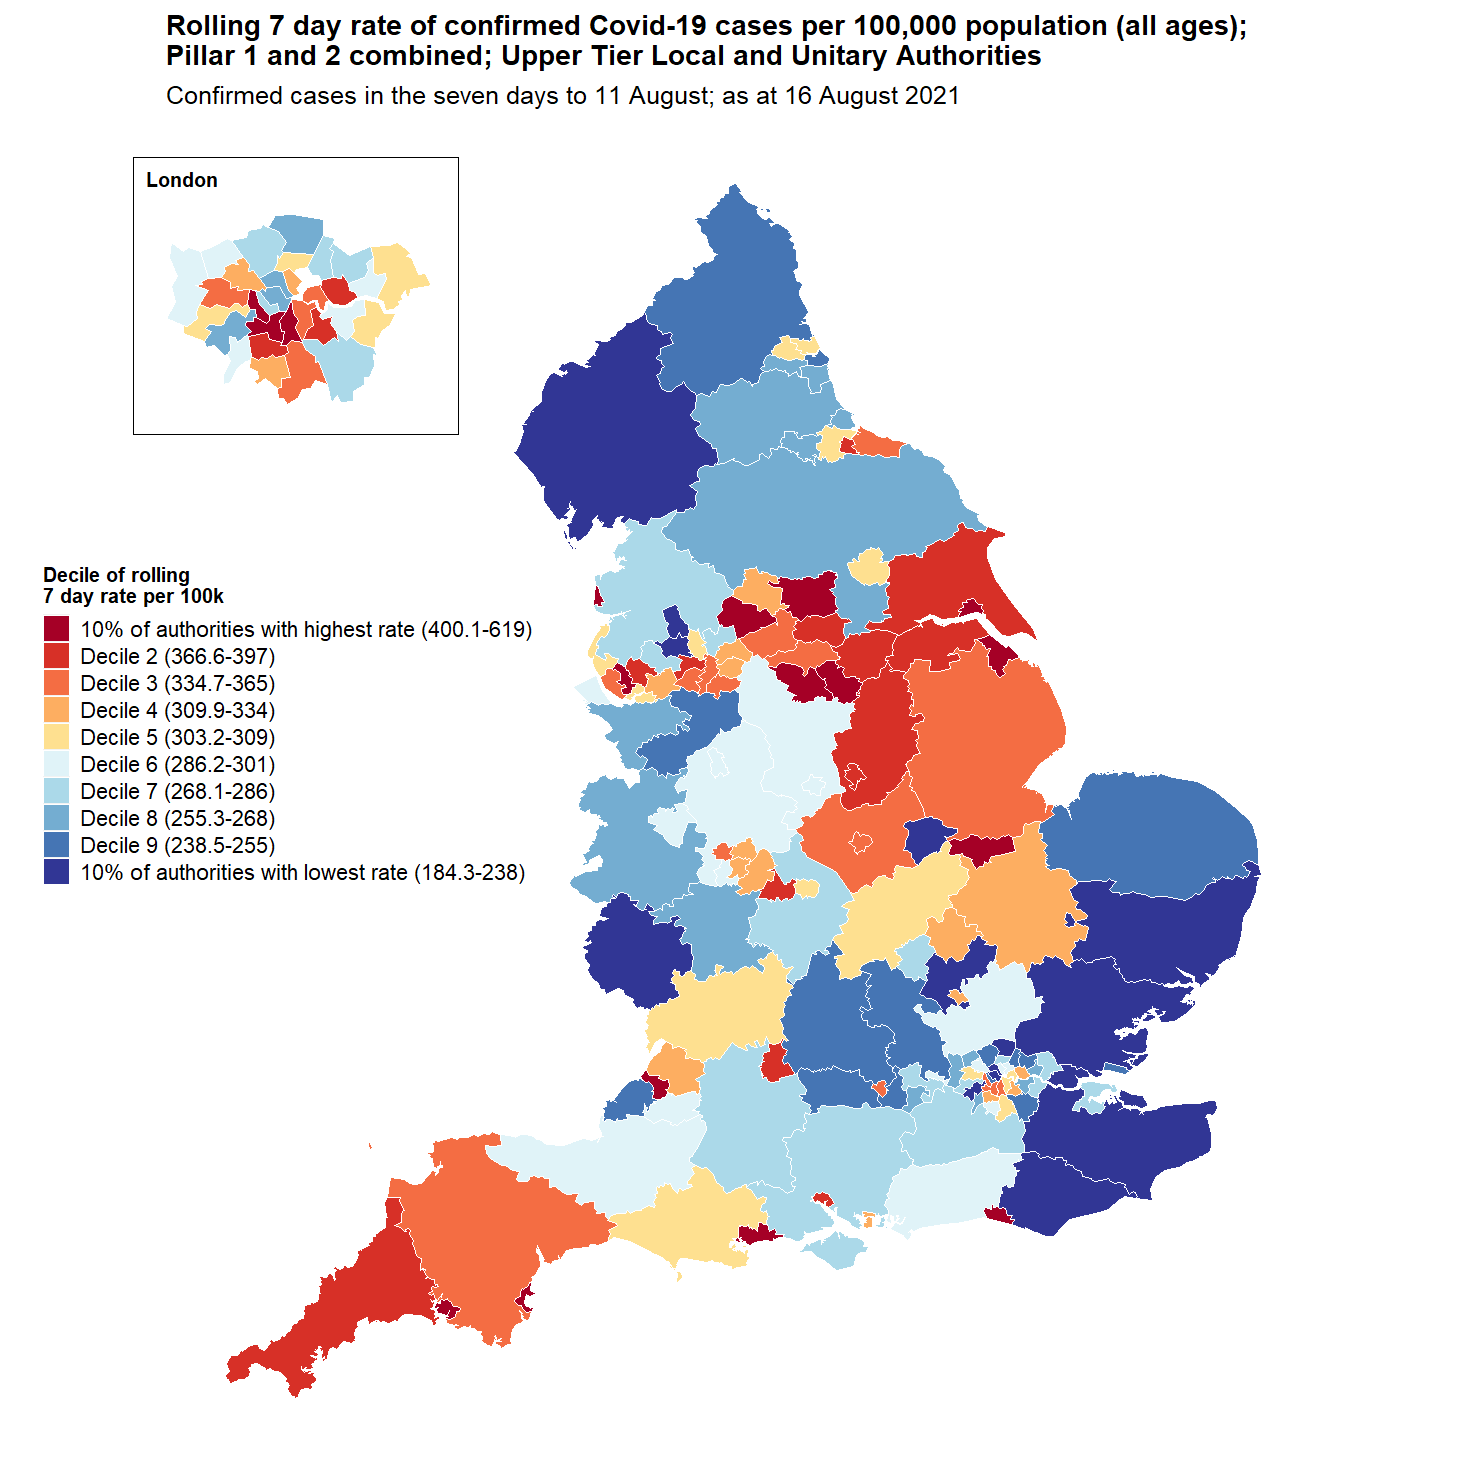 Rolling 7 day rate of confirmed Covid-19 cases per 100,000 population (all ages);
Pillar 1 and 2 combined; Upper Tier Local and Unitary Authorities
Confirmed cases in the seven days to 11 August; as at 16 August 2021
London
Decile of rolling
7 day rate per 100k
10% of authorities with highest rate (400.1-619)
Decile 2 (366.6-397)
Decile 3 (334.7-365)
Decile 4 (309.9-334)
Decile 5 (303.2-309)
Decile 6 (286.2-301)
Decile 7 (268.1-286)
Decile 8 (255.3-268)
Decile 9 (238.5-255)
10% of authorities with lowest rate (184.3-238)